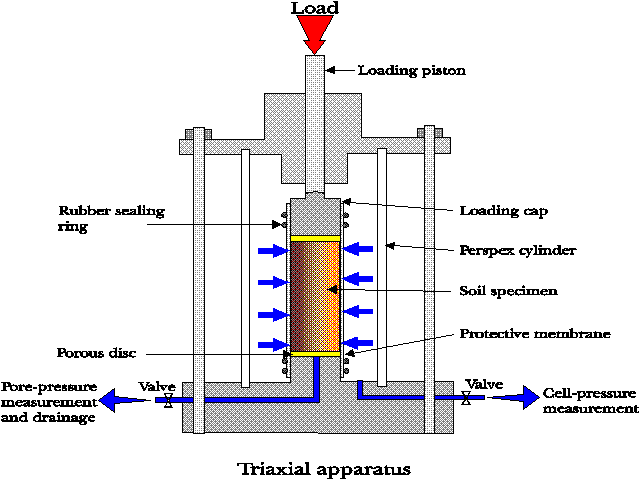 Load
Loading piston
Rubber sealing
ring
Loading cap
Perspex cylinder
Soil specimen
Protective membrane
Porous disc
Pore-pressure
measurement
and drainage
Valve
Valve
Cell-pressure
measurement
Triaxial apparatus